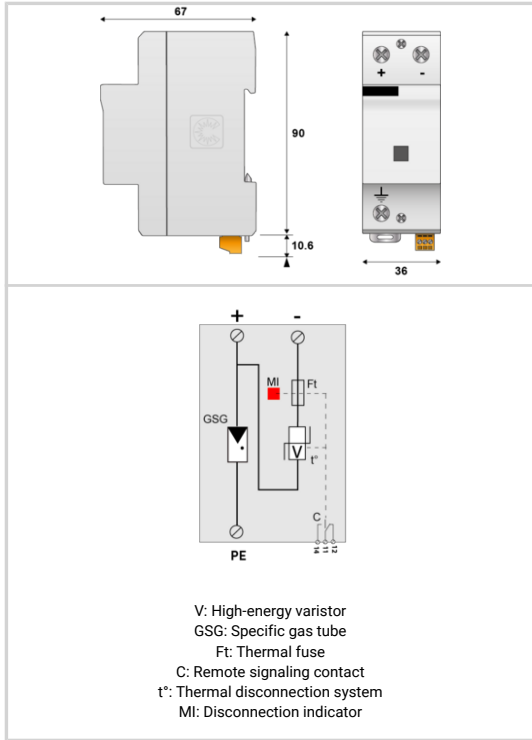 67
90
10.6
+ -
36
+ -
MI
Ft
GSG
V
t°
C
14 11 12
PE
V: High-energy varistor
GSG: Specific gas tube
Ft: Thermal fuse
C: Remote signaling contact
t°: Thermal disconnection system
MI: Disconnection indicator